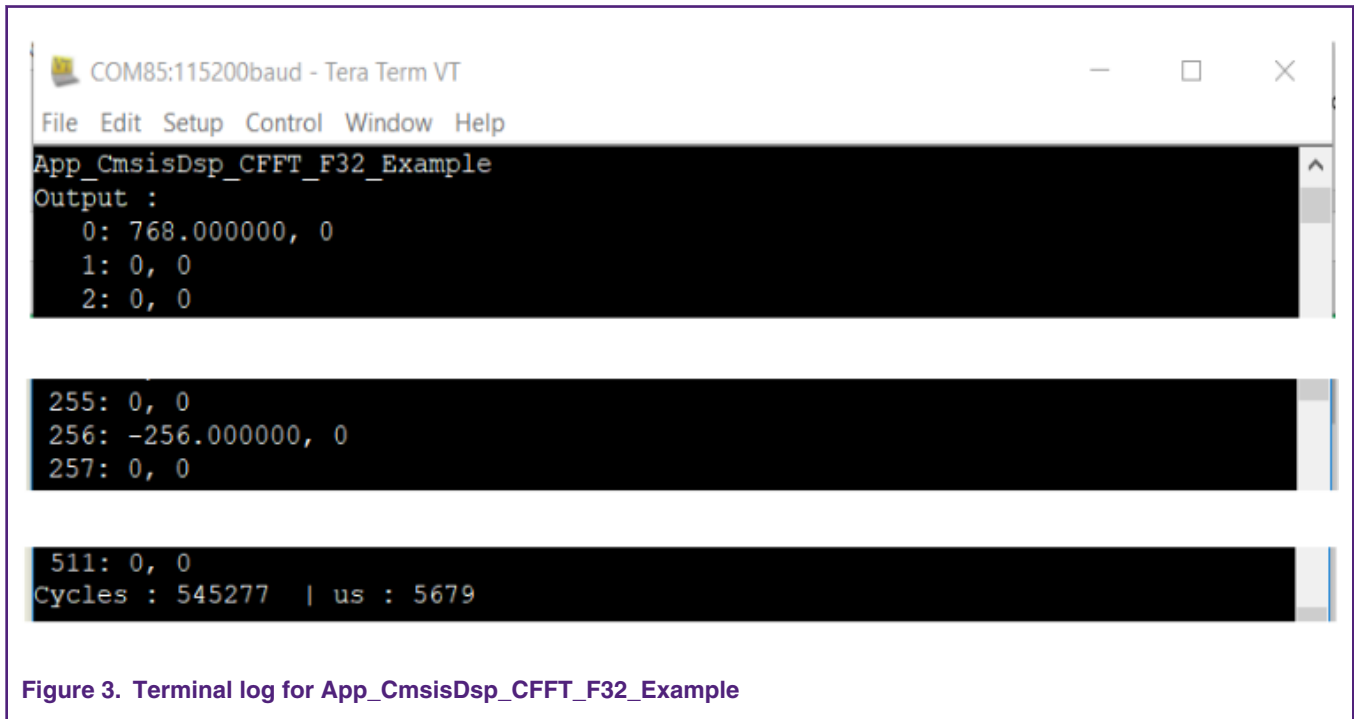 COM85:115200baud - Tera Term VT
File Edit Setup Control Window Help
App_CmsisDsp_CFFT_F32_Example
Output :
0: 768.000000, 0
1: 0, 0
2: 0, 0
255: 0, 0
256: -256.000000, 0
257: 0, 0
511: 0, 0
Cycles : 545277 | us : 5679
Figure 3. Terminal log for App_CmsisDsp_CFFT_F32_Example